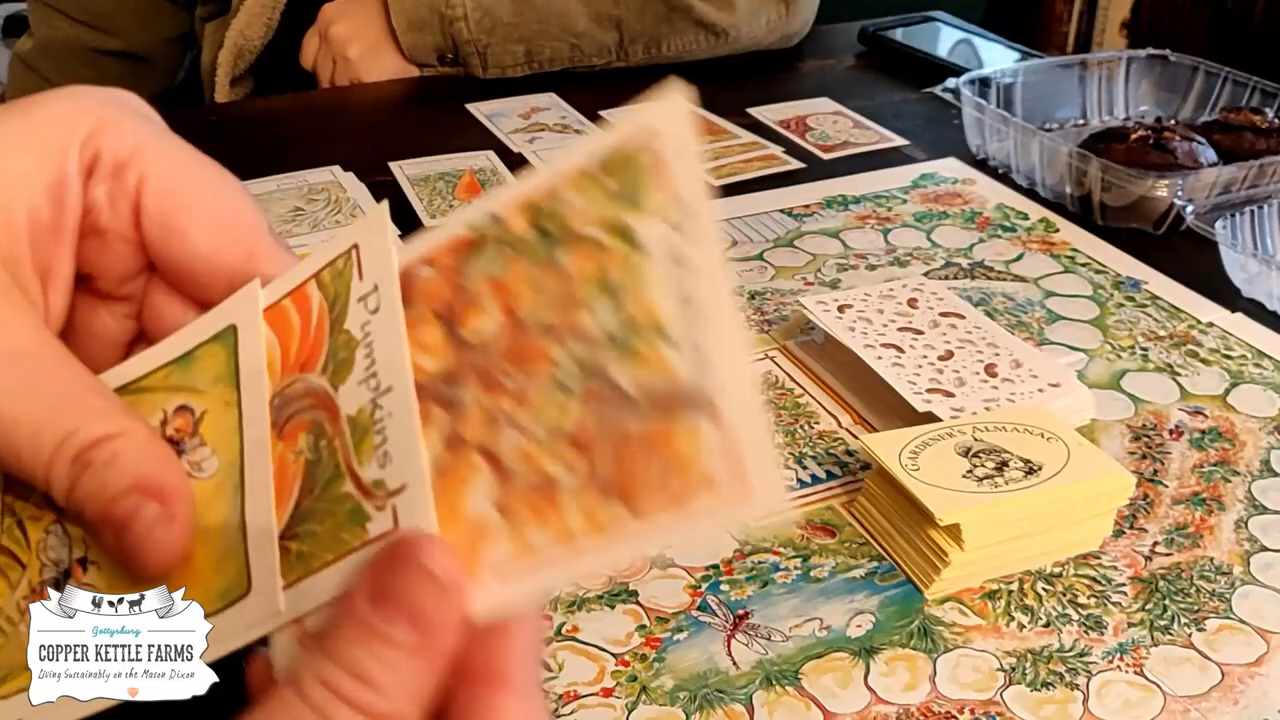 Pumpkins
GARDENER'S ALMANAC
Gettysburg
COPPER KETTLE FARMS
Living Sustainably on the Mason Dixon